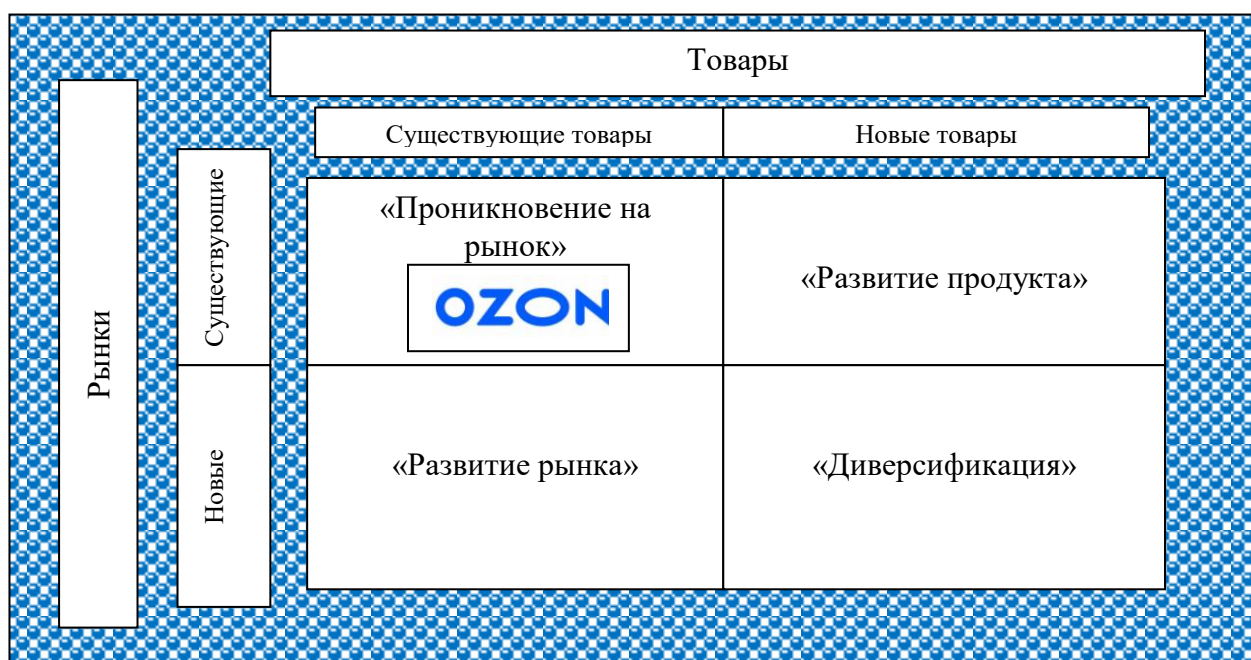 Товары
Существующие товары
Новые товары
Рынки
Существующие
«Проникновение на
рынок»
OZON
«Развитие продукта»
Новые
«Развитие рынка»
«Диверсификация»